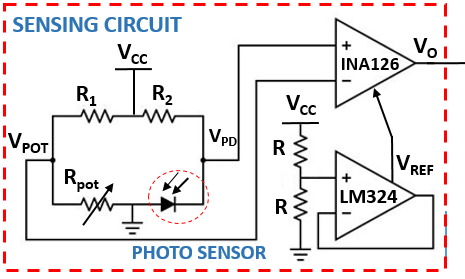 SENSING CIRCUIT
VCC
R1
R2
VPOT
VPD
Rpot
PHOTO SENSOR
+
INA126
-
VO
VCC
R
R
+
LM324
-
VREF